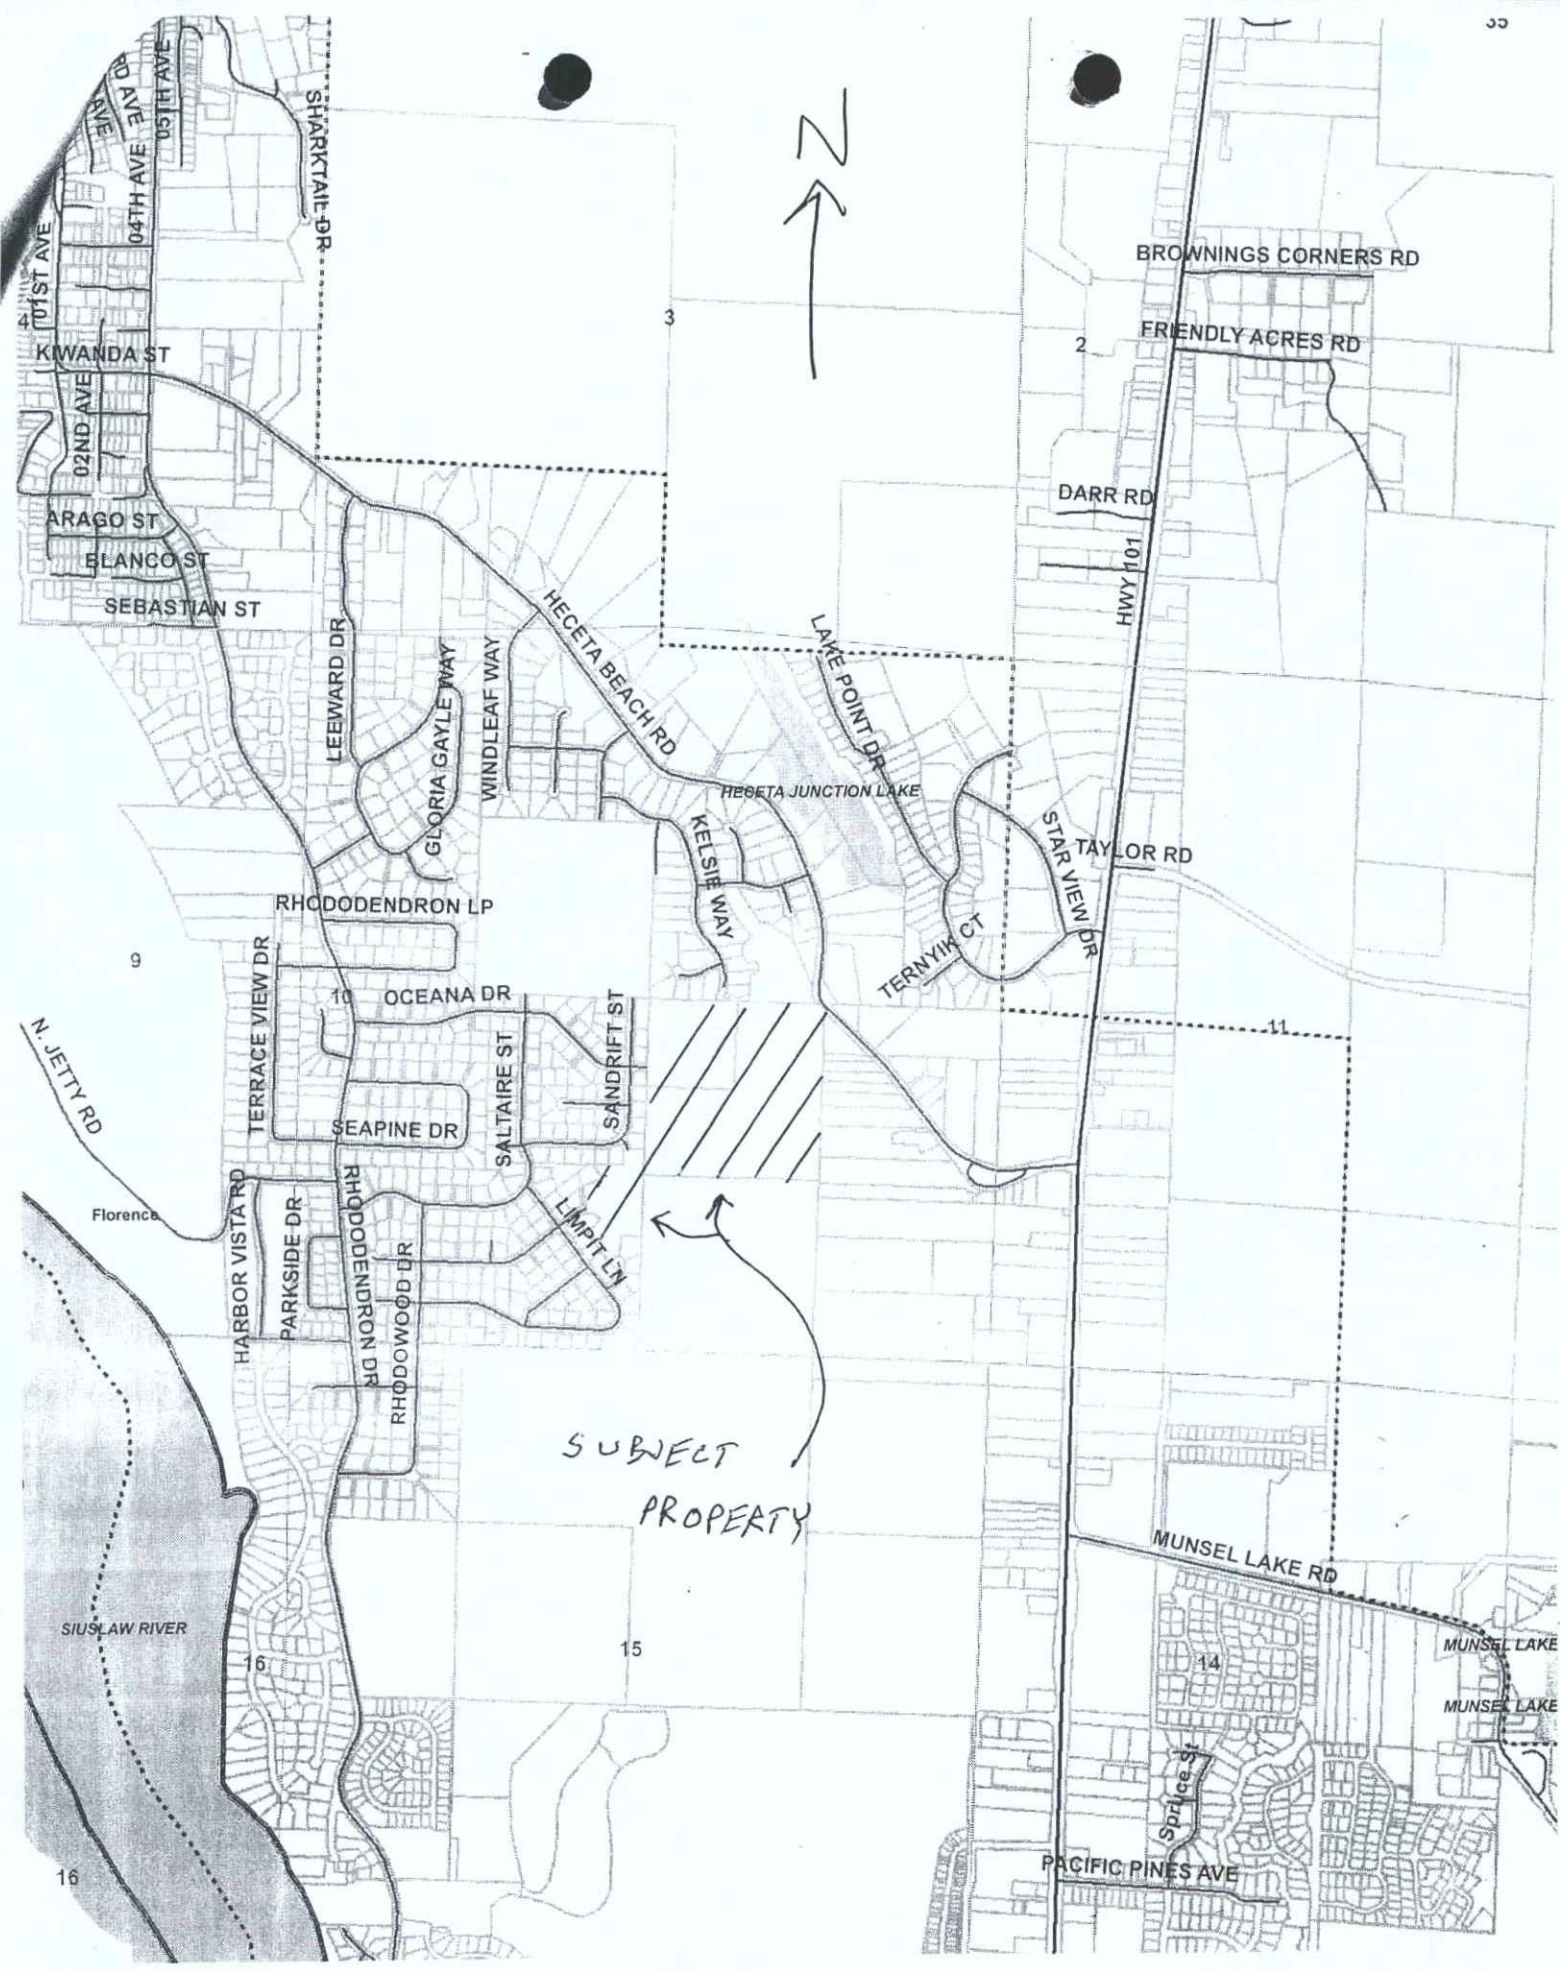 35
RD AVE
AVE
05TH AVE
04TH AVE
SHARKTAIL DR
N
01ST AVE
BROWNINGS CORNERS RD
4
3
2
FRIENDLY ACRES RD
KIWANDA ST
02ND AVE
DARR RD
ARAGO ST
HWY 101
BLANCO ST
SEBASTIAN ST
HECETA BEACH RD
LAKE POINT DR
LEEWARD DR
GLORIA GAYLE WAY
WINDLEAF WAY
HECETA JUNCTION LAKE
KELSIE WAY
STAR VIEW DR
TAYLOR RD
RHODODENDRON LP
TERRACE VIEW DR
TERNYIK CT
9
10
OCEANA DR
11
N. JETTY RD
SALTAIRE ST
SANDRIFT ST
SEAPINE DR
HARBOR VISTA RD
Florence
PARKSIDE DR
RHODODENDRON DR
RHODOWOOD DR
LIMPIT LN
SUBJECT
PROPERTY
MUNSEL LAKE RD
SIUSLAW RIVER
16
15
14
MUNSEL LAKE
MUNSEL LAKE
Spruce St
16
PACIFIC PINES AVE